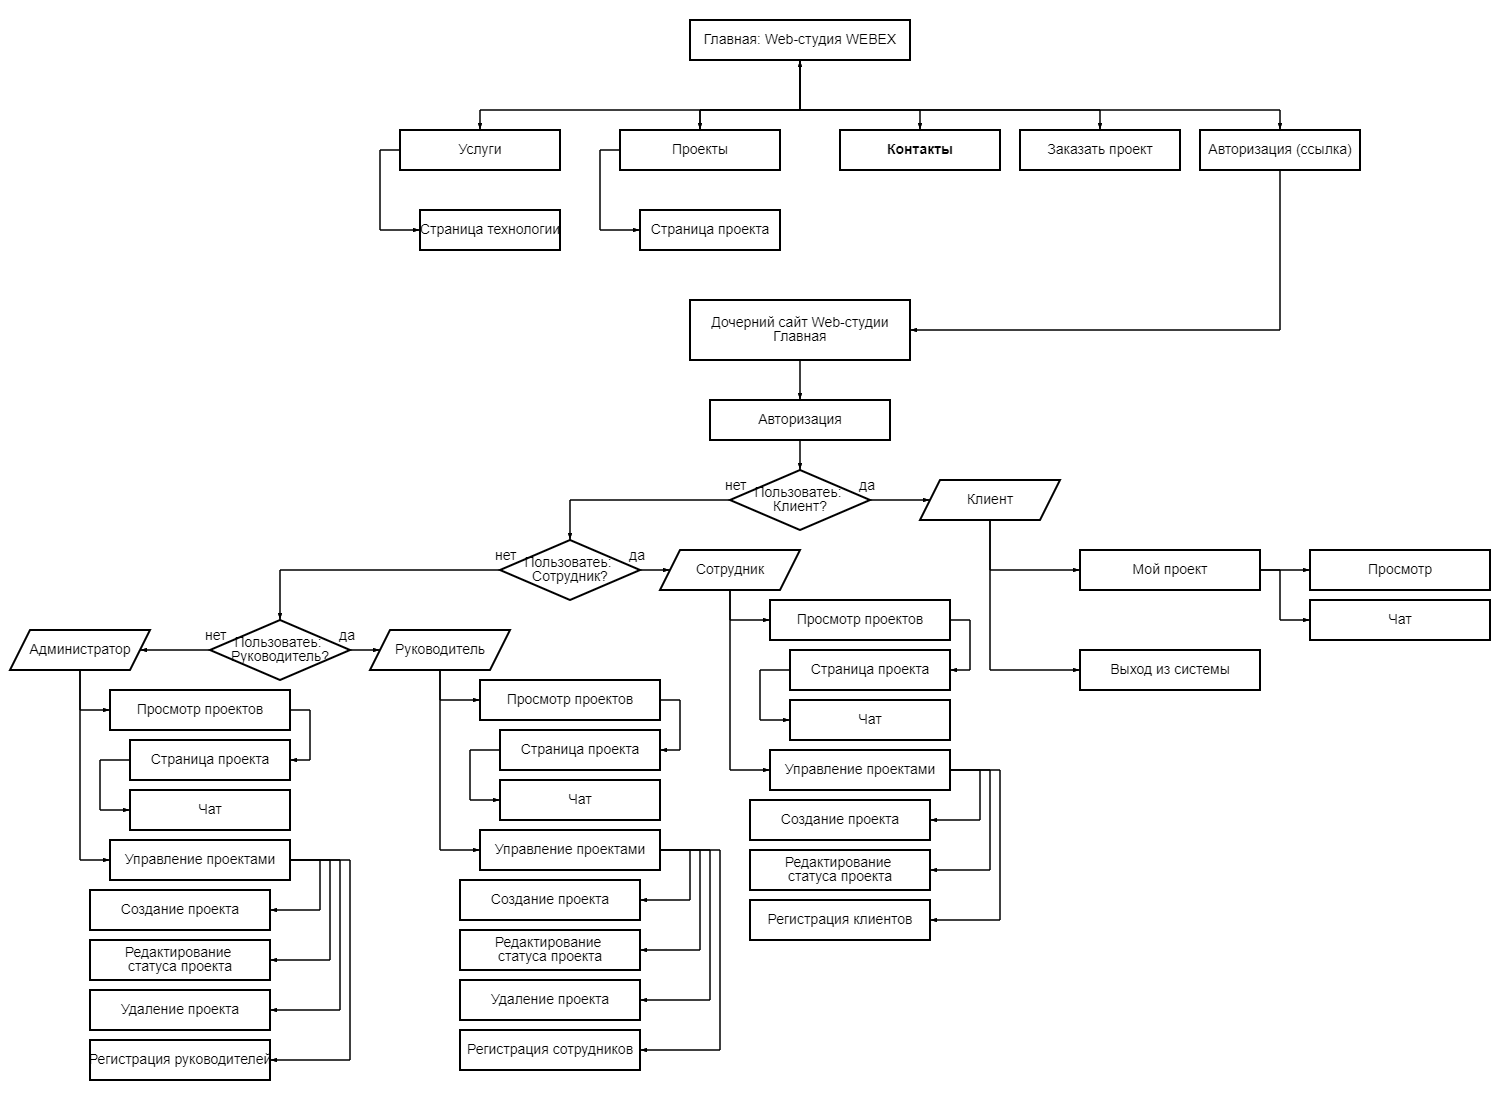 Главная: Web-студия WEBEX
Услуги
Проекты
Контакты
Заказать проект
Авторизация (ссылка)
Страница технологии
Страница проекта
Дочерний сайт Web-студии
Главная
Авторизация
нет
Пользоватеь:
Клиент?
да
Клиент
нет
Пользоватеь:
Сотрудник?
да
Сотрудник
Мой проект
Просмотр
Чат
Выход из системы
Администратор
нет
Пользоватеь:
Руководитель?
да
Руководитель
Просмотр проектов
Страница проекта
Чат
Управление проектами
Создание проекта
Редактирование
статуса проекта
Регистрация клиентов
Просмотр проектов
Страница проекта
Чат
Управление проектами
Создание проекта
Редактирование
статуса проекта
Удаление проекта
Регистрация сотрудников
Просмотр проектов
Страница проекта
Чат
Управление проектами
Создание проекта
Редактирование
статуса проекта
Удаление проекта
Регистрация руководителей